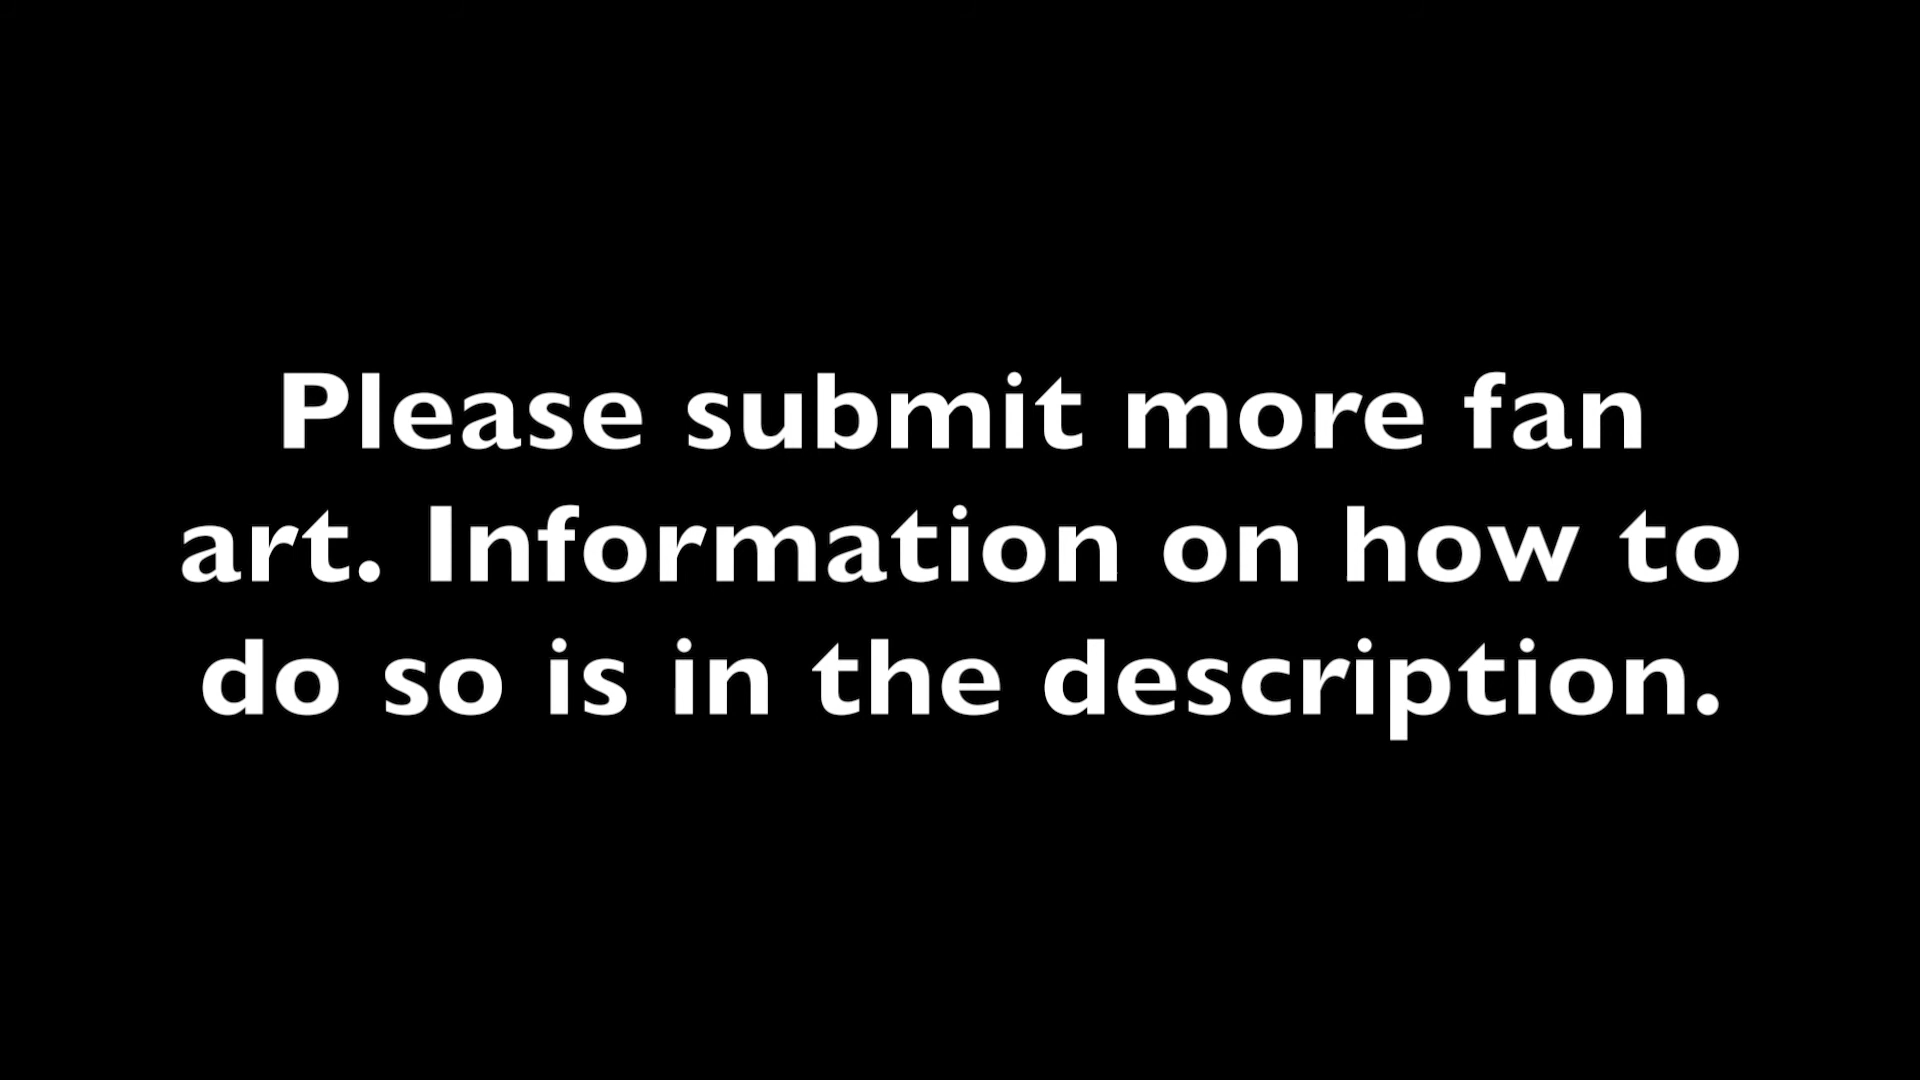 Please submit more fan
art. Information on how to
do so is in the description.